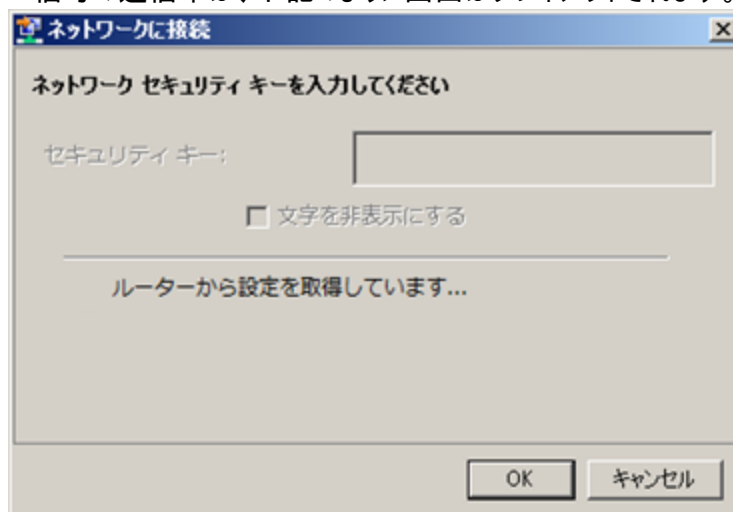 ネットワークに接続
ネットワーク セキュリティ キーを入力してください
セキュリティ キー:
文字を非表示にする
ルーターから設定を取得しています...
OK キャンセル